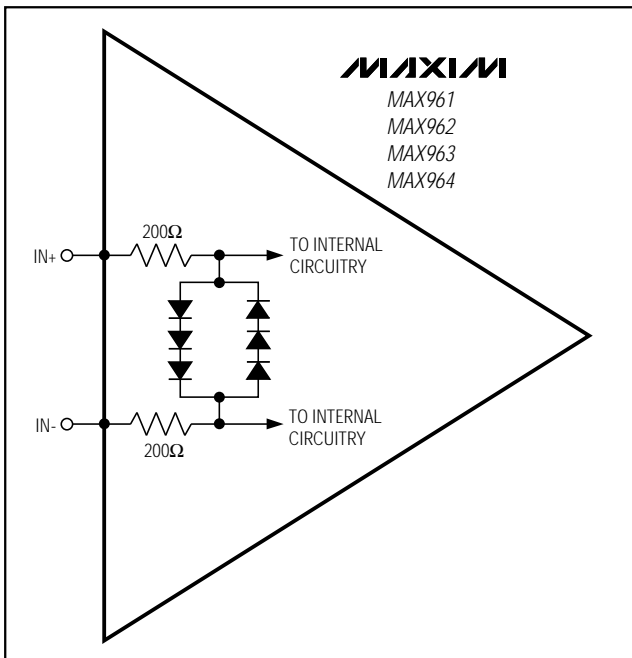 MAXIM
MAX961
MAX962
MAX963
MAX964
200Ω
IN+
TO INTERNAL
CIRCUITRY
IN-
TO INTERNAL
CIRCUITRY
200Ω